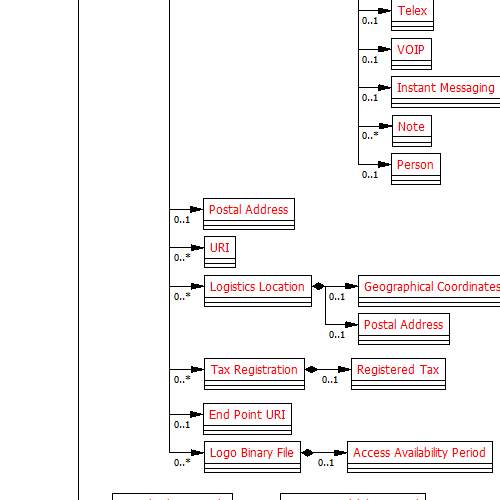 Telex
0..1
VOIP
0..1
Instant Messaging
0..1
Note
0..*
Person
0..1
Postal Address
0..1
URI
0..*
Logistics Location
0..*
Geographical Coordinates
0..1
Postal Address
0..1
Tax Registration
0..*
Registered Tax
0..1
End Point URI
0..1
Logo Binary File
0..*
Access Availability Period
0..1